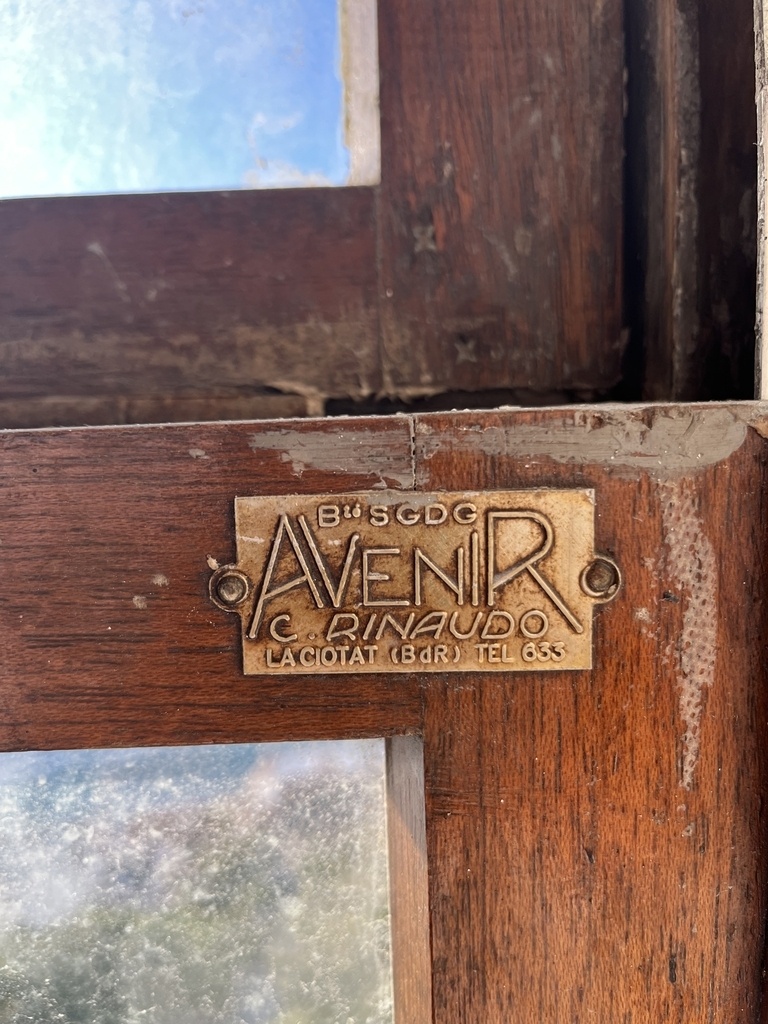 Bté SGDG
AVENIR
C. RINAUDO
LA CIOTAT (BdR) TEL 633